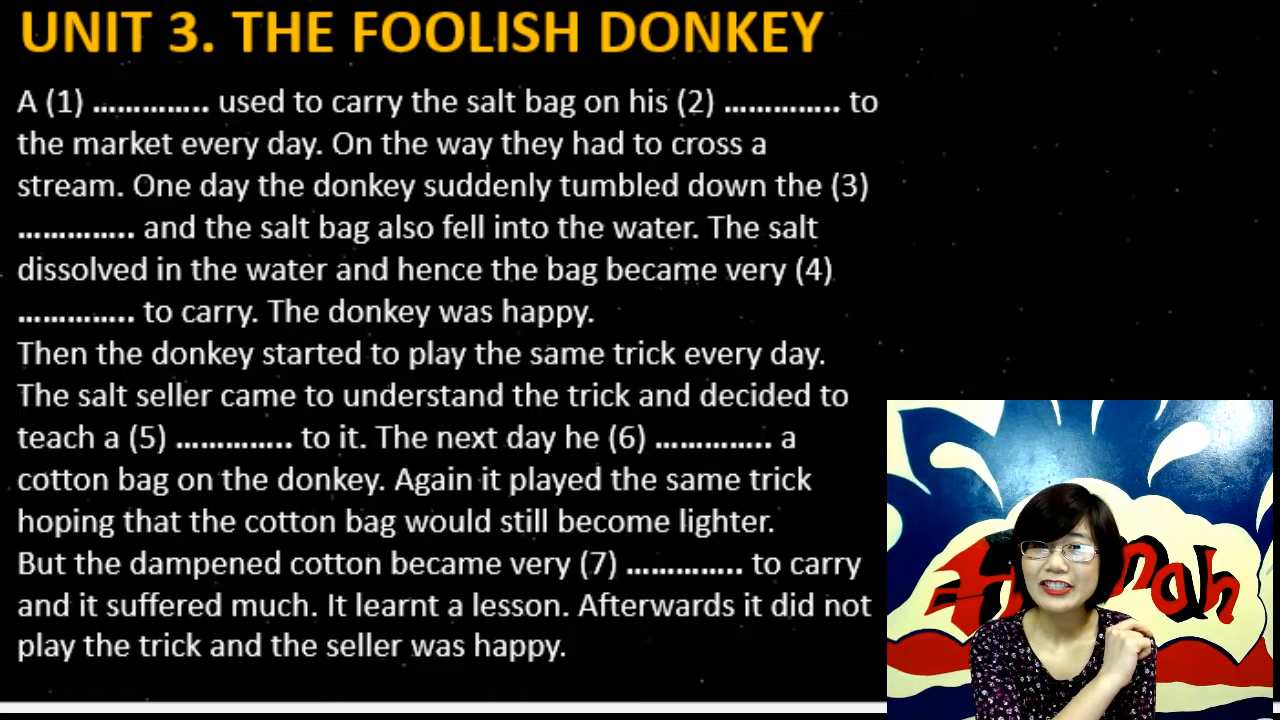 UNIT 3. THE FOOLISH DONKEY
A (1) ………….. used to carry the salt bag on his (2) ………….. to
the market every day. On the way they had to cross a
stream. One day the donkey suddenly tumbled down the (3)
………….. and the salt bag also fell into the water. The salt
dissolved in the water and hence the bag became very (4)
………….. to carry. The donkey was happy.
Then the donkey started to play the same trick every day.
The salt seller came to understand the trick and decided to
teach a (5) ………….. to it. The next day he (6) ………….. a
cotton bag on the donkey. Again it played the same trick
hoping that the cotton bag would still become lighter.
But the dampened cotton became very (7) ………….. to carry
and it suffered much. It learnt a lesson. Afterwards it did not
play the trick and the seller was happy.